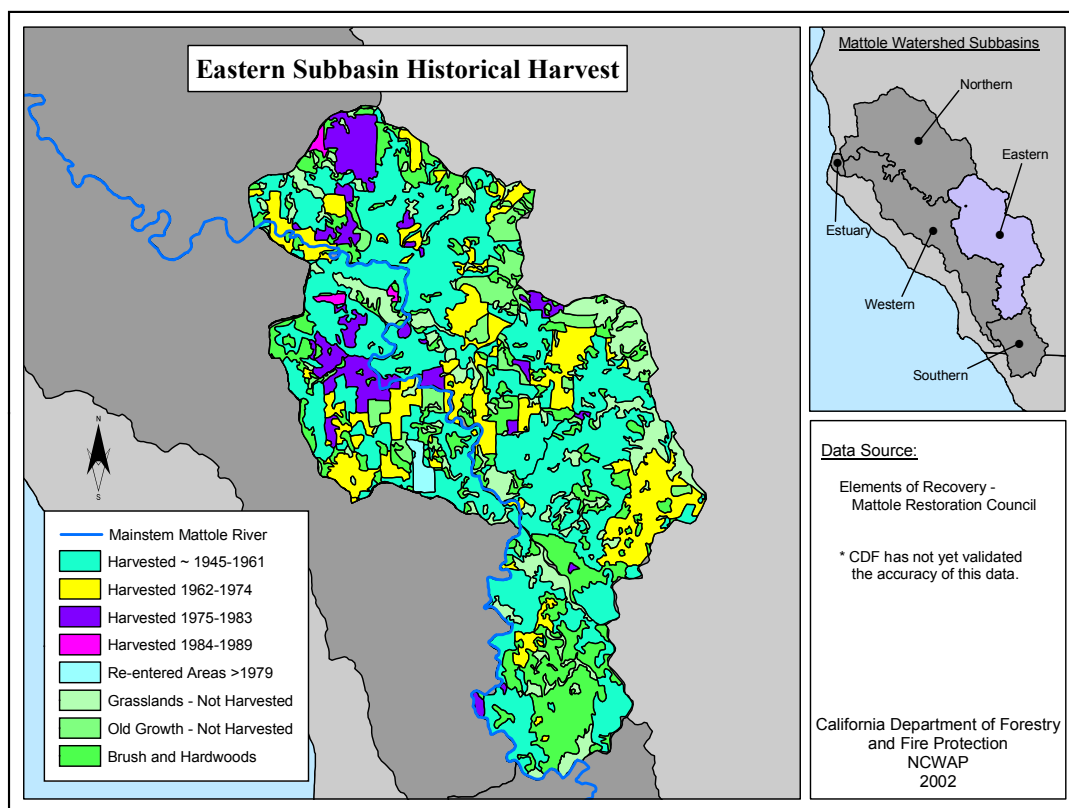 Eastern Subbasin Historical Harvest
N
S
Mainstem Mattole River
Harvested ~ 1945-1961
Harvested 1962-1974
Harvested 1975-1983
Harvested 1984-1989
Re-entered Areas >1979
Grasslands - Not Harvested
Old Growth - Not Harvested
Brush and Hardwoods
Mattole Watershed Subbasins
Northern
Eastern
Estuary
Western
Southern
Data Source:
Elements of Recovery -
Mattole Restoration Council
* CDF has not yet validated
the accuracy of this data.
California Department of Forestry
and Fire Protection
NCWAP
2002